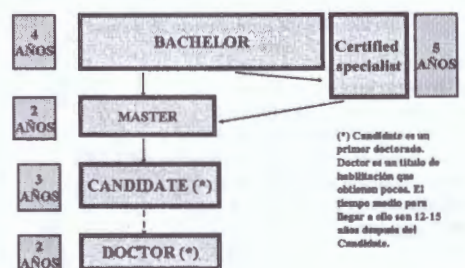 4
AÑOS
BACHELOR
Certified
specialist
5
AÑOS
2
AÑOS
MASTER
3
AÑOS
CANDIDATE (*)
2
AÑOS
DOCTOR (*)
(*) Candidate es un
primer doctorado.
Doctor es un titulo de
habilitación que
obtienen pocos. El
tiempo medio para
llegar a ello son 12-15
años después del
Candidate.